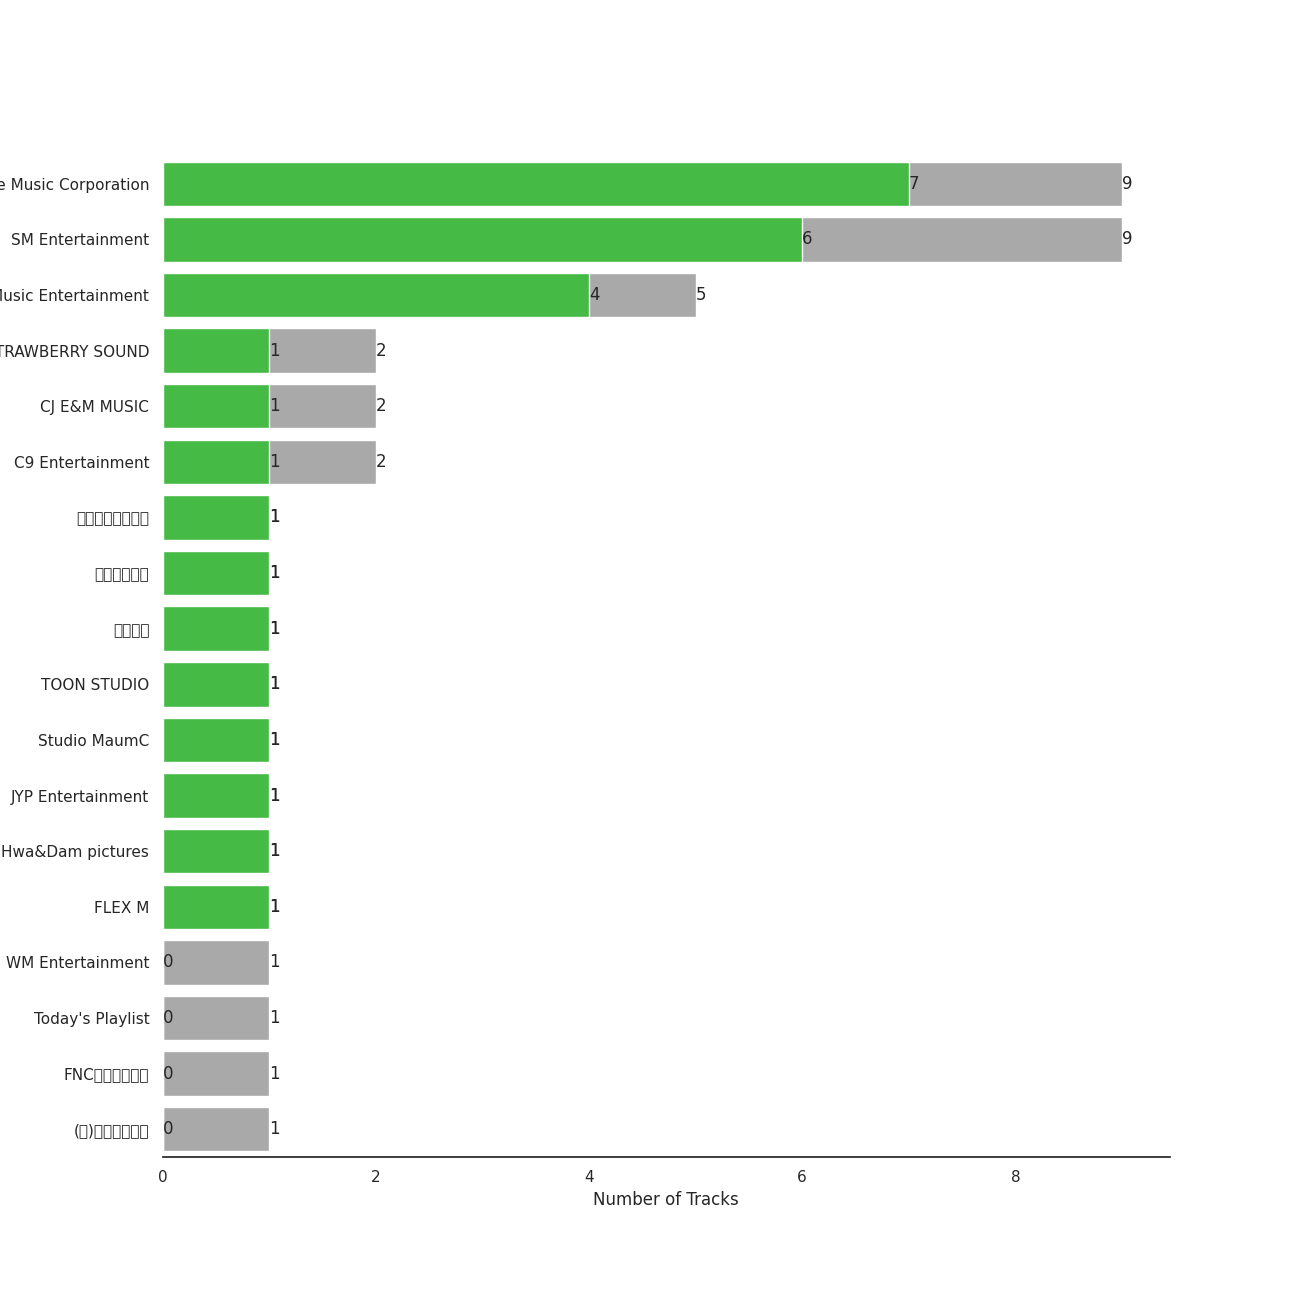 e Music Corporation 7 9
SM Entertainment 6 9
Music Entertainment 4 5
TRAWBERRY SOUND 1 2
CJ E&M MUSIC 1 2
C9 Entertainment 1 2
1
1
1
TOON STUDIO 1
Studio MaumC 1
JYP Entertainment 1
Hwa&Dam pictures 1
FLEX M 1
WM Entertainment 0 1
Today's Playlist 0 1
FNC 0 1
0 1
0 2 4 6 8
Number of Tracks